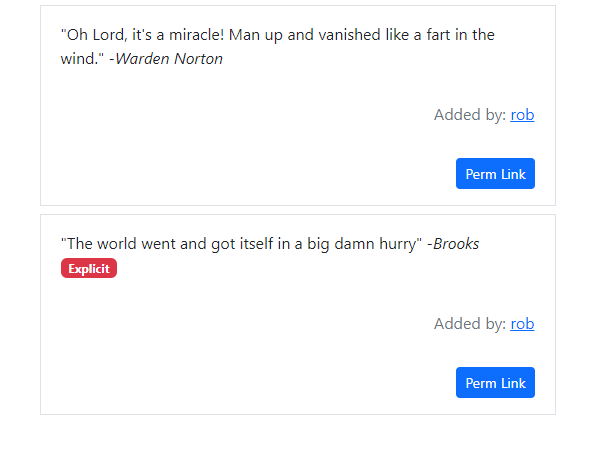 "Oh Lord, it's a miracle! Man up and vanished like a fart in the
wind." -Warden Norton
Added by: rob
Perm Link
"The world went and got itself in a big damn hurry" -Brooks
Explicit
Added by: rob
Perm Link